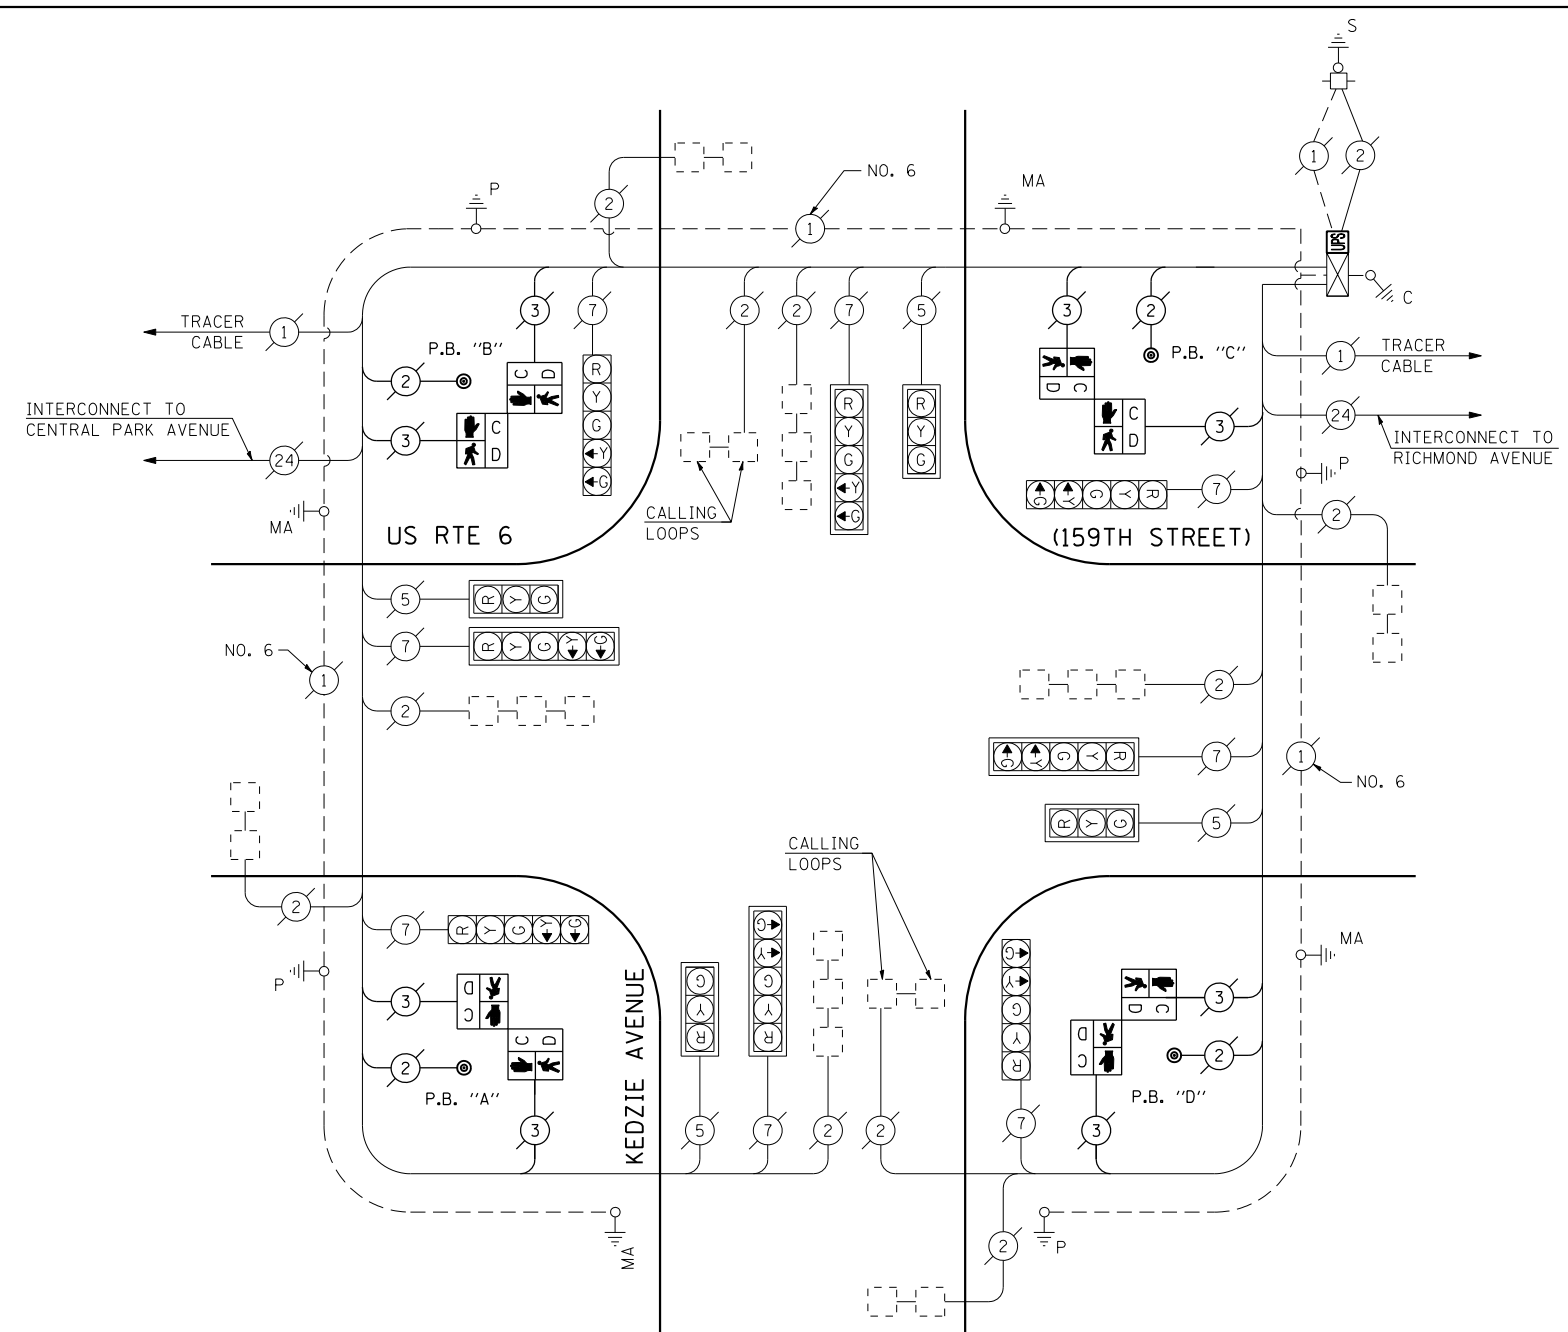 S
1
2
NO. 6
P
MA
2
1
UPS
C
TRACER
CABLE
1
3
7
2
2
7
5
3
2
P.B. "B"
2
C D
R
Y
G
Y
G
R
Y
G
Y
G
R
Y
G
D C
P.B. "C"
1
TRACER
CABLE
INTERCONNECT TO
CENTRAL PARK AVENUE
3
C
D
24
C
D
3
24
INTERCONNECT TO
RICHMOND AVENUE
P
MA
CALLING
LOOPS
G Y G Y R
7
2
US RTE 6
(159TH STREET)
5
R Y G
7
R Y G Y G
NO. 6
1
2
2
G Y G Y R
7
1
NO. 6
R Y G
5
CALLING
LOOPS
2
7
R Y G Y G
P
3
D
C
C D
2
P.B. "A"
3
KEDZIE AVENUE
G
Y
R
G
Y
G
Y
R
5
7
2
2
G
Y
G
Y
R
7
D C
3
D
C
2
P.B. "D"
3
MA
MA
2
P